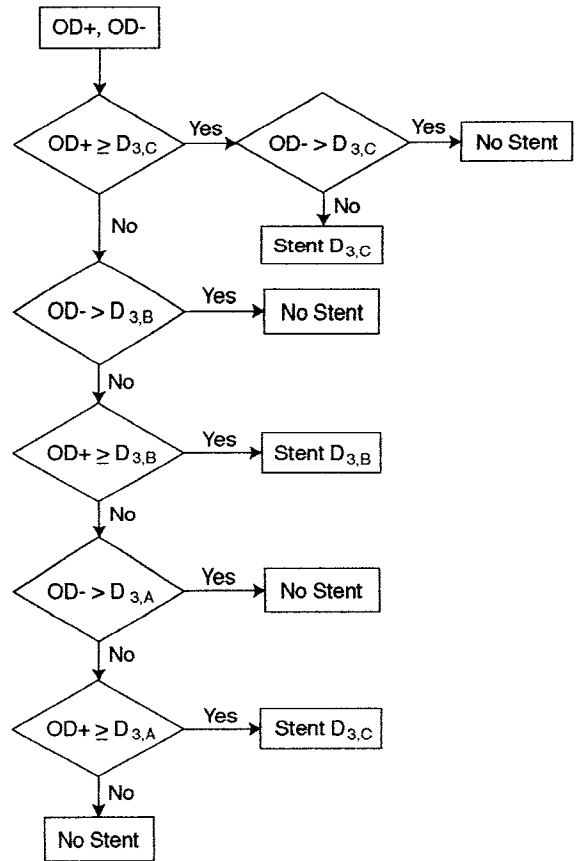 OD+, OD-
OD+ ≥ D3,C
Yes
OD- > D3,C
Yes
No Stent
No
Stent D3,C
No
OD- > D3,B
Yes
No Stent
No
OD+ ≥ D3,B
Yes
Stent D3,B
No
OD- > D3,A
Yes
No Stent
No
OD+ ≥ D3,A
Yes
Stent D3,C
No
No Stent